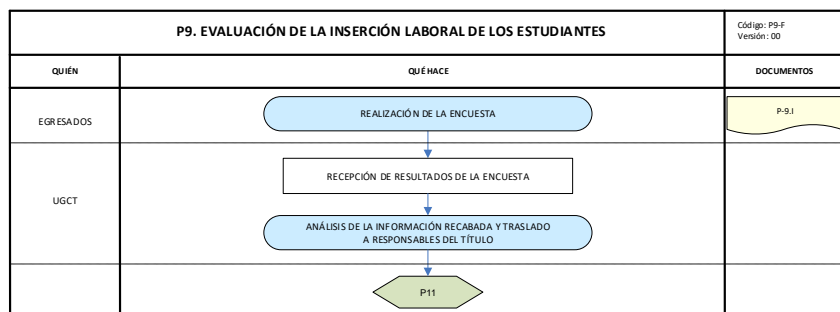 P9. EVALUACIÓN DE LA INSERCIÓN LABORAL DE LOS ESTUDIANTES
Código: P9-F
Versión: 00
QUIÉN
QUÉ HACE
DOCUMENTOS
EGRESADOS
REALIZACIÓN DE LA ENCUESTA
P-9.I
UGCT
RECEPCIÓN DE RESULTADOS DE LA ENCUESTA
ANÁLISIS DE LA INFORMACIÓN RECABADA Y TRASLADO
A RESPONSABLES DEL TÍTULO
P11